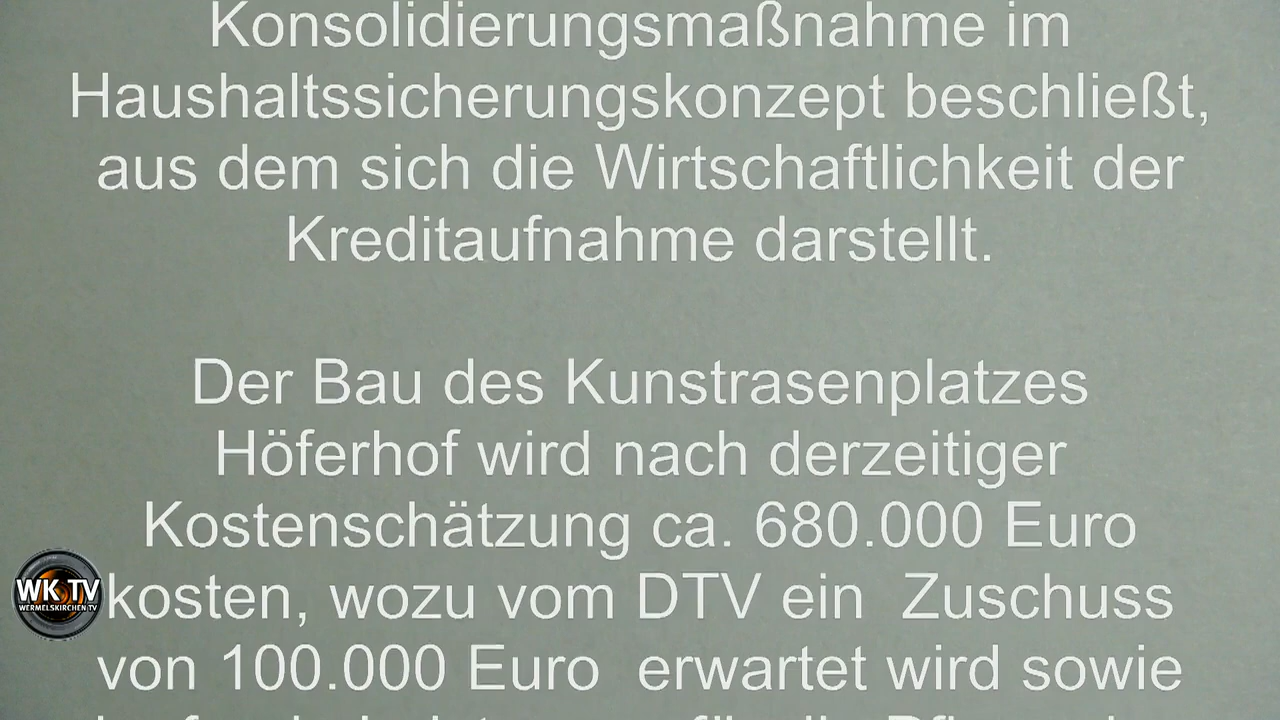 Konsolidierungsmaßnahme im
Haushaltssicherungskonzept beschließt,
aus dem sich die Wirtschaftlichkeit der
Kreditaufnahme darstellt.
Der Bau des Kunstrasenplatzes
Höferhof wird nach derzeitiger
Kostenschätzung ca. 680.000 Euro
kosten, wozu vom DTV ein Zuschuss
von 100.000 Euro erwartet wird sowie
WK TV
WERMELSKIRCHEN TV